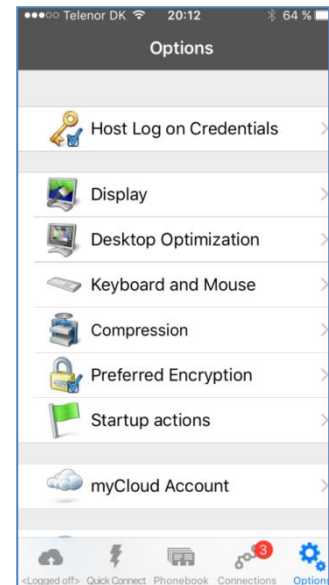 Telenor DK 20:12 64 %
Options
Host Log on Credentials
Display
Desktop Optimization
Keyboard and Mouse
Compression
Preferred Encryption
Startup actions
myCloud Account
3
<Logged off> Quick Connect Phonebook Connections Options